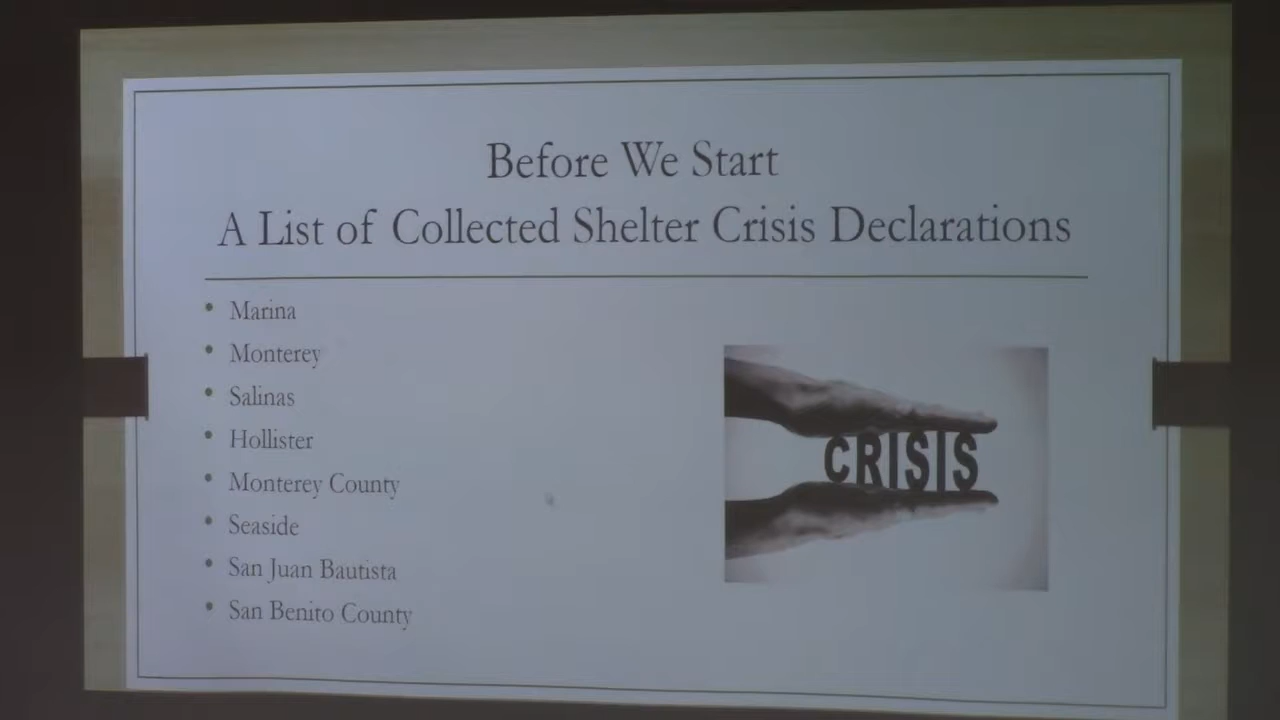 Before We Start
A List of Collected Shelter Crisis Declarations
• Marina
• Monterey
• Salinas
• Hollister
• Monterey County
• Seaside
• San Juan Bautista
• San Benito County
CRISIS